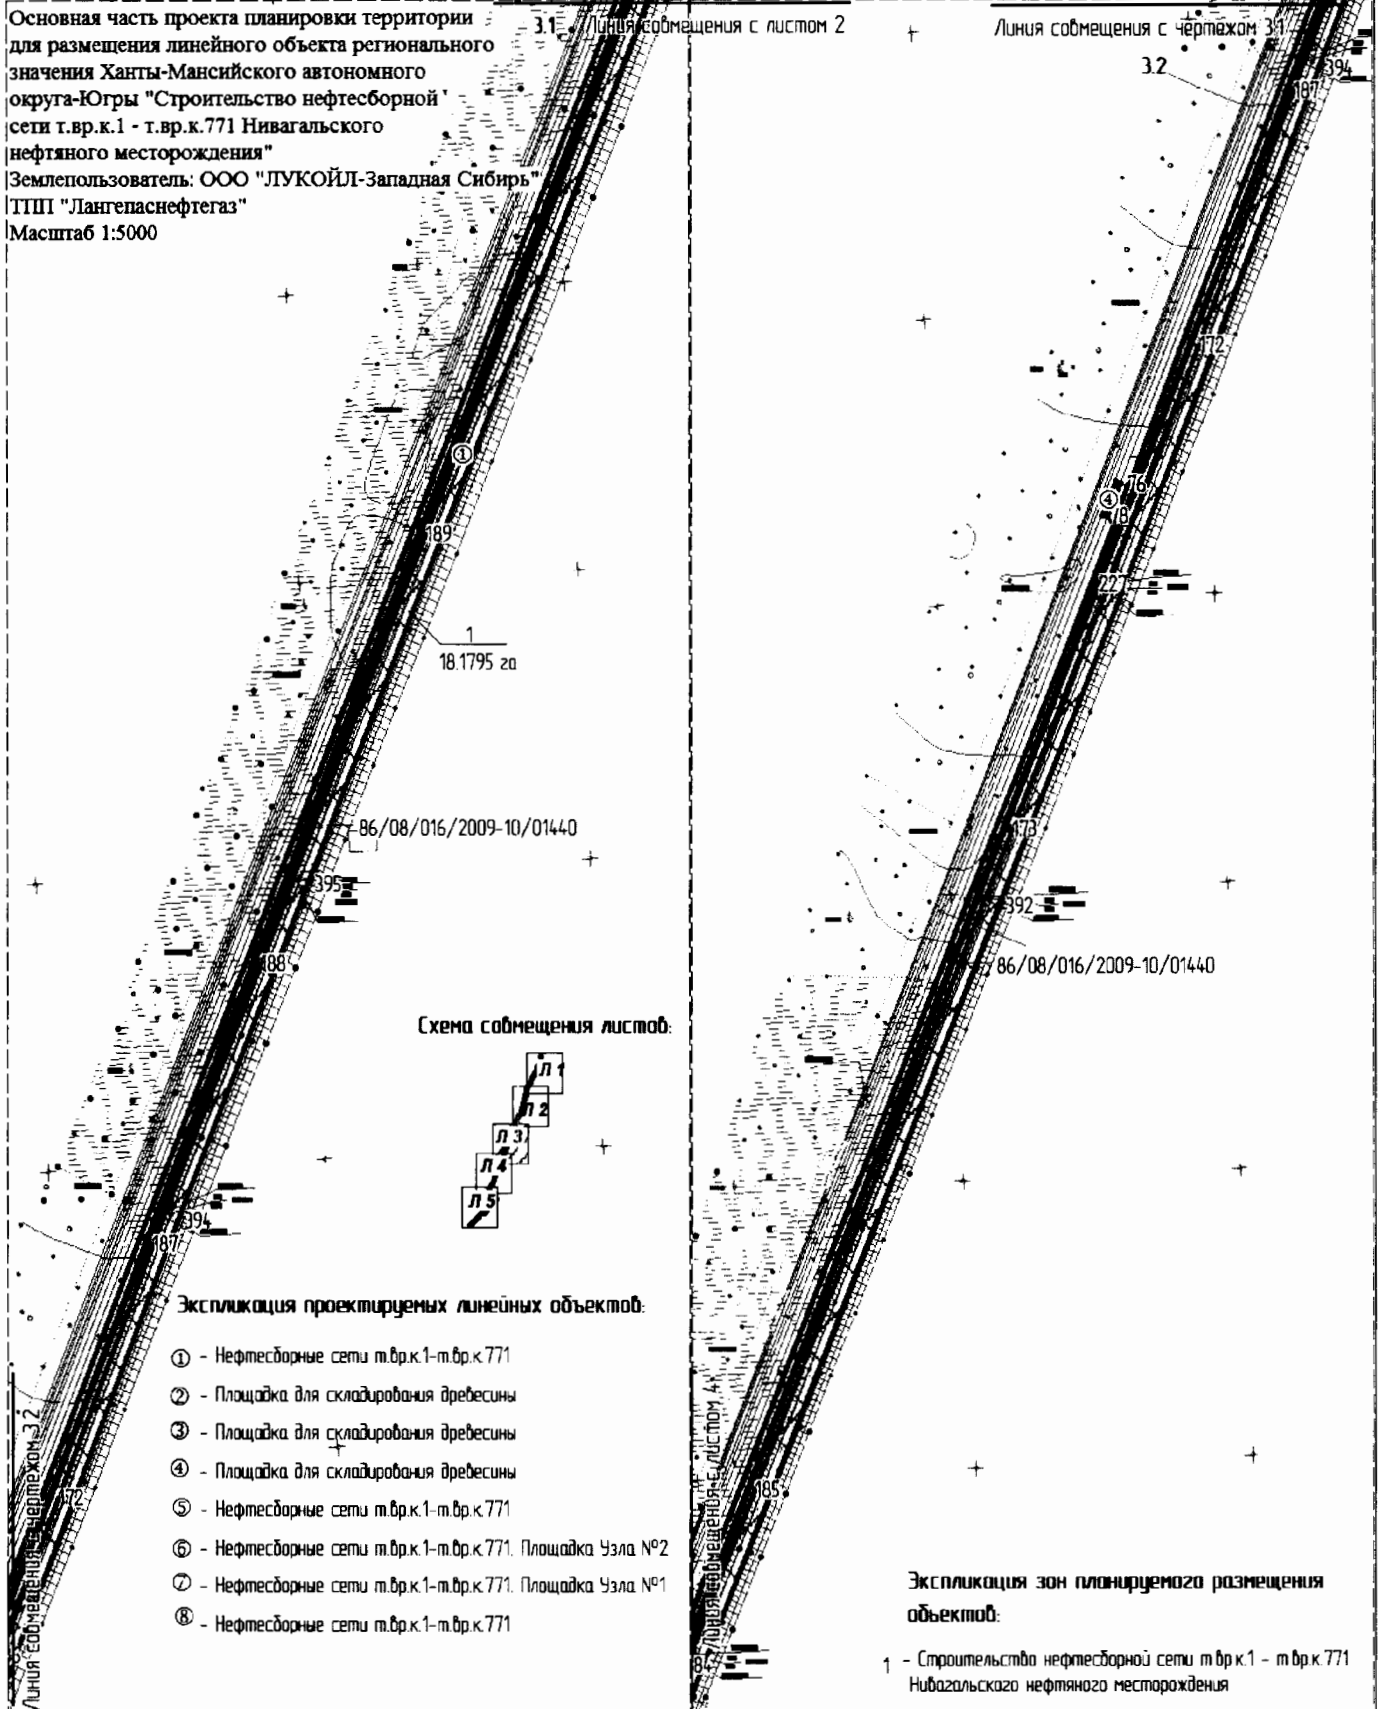 Основная часть проекта планировки территории
для размещения линейного объекта регионального
значения Ханты-Мансийского автономного
округа-Югры "Строительство нефтесборной
сети т.вр.к.1 - т.вр.к.771 Нивагальского
нефтяного месторождения"
Землепользователь: ООО "ЛУКОЙЛ-Западная Сибирь"
ТПП "Лангепаснефтегаз"
Масштаб 1:5000
3.1
Линия совмещения с листом 2
1
189
1
18.1795 га
86/08/016/2009-10/01440
395
188
394
187
172
Линия совмещения с чертежом 3.2
Схема совмещения листов:
Л 1
Л 2
Л 3
Л 4
Л 5
Экспликация проектируемых линейных объектов:
1 - Нефтесборные сети т.вр.к.1-т.вр.к.771
2 - Площадка для складирования древесины
3 - Площадка для складирования древесины
4 - Площадка для складирования древесины
5 - Нефтесборные сети т.вр.к.1-т.вр.к.771
6 - Нефтесборные сети т.вр.к.1-т.вр.к.771. Площадка Узла №2
7 - Нефтесборные сети т.вр.к.1-т.вр.к.771. Площадка Узла №1
8 - Нефтесборные сети т.вр.к.1-т.вр.к.771
Линия совмещения с чертежом 3.1
3.2
394
187
172
76
4
78
227
173
392
86/08/016/2009-10/01440
185
Линия совмещения с листом 4
84
Экспликация зон планируемого размещения
объектов:
1 - Строительство нефтесборной сети т.вр.к.1 - т.вр.к.771
Нивагальского нефтяного месторождения